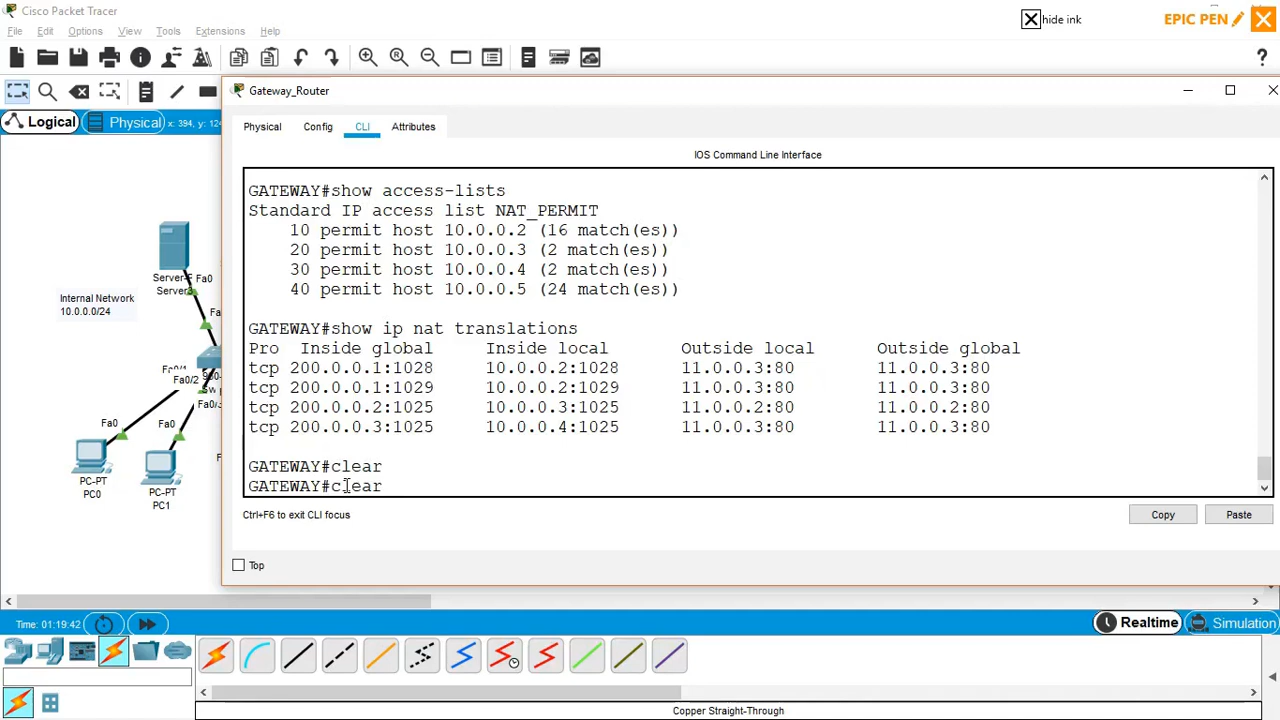 Cisco Packet Tracer
hide ink
EPIC PEN
File Edit Options View Tools Extensions Help
Gateway_Router
Logical
Physical
x: 394, y: 124
Physical Config CLI Attributes
IOS Command Line Interface
GATEWAY#show access-lists
Standard IP access list NAT_PERMIT
10 permit host 10.0.0.2 (16 match(es))
20 permit host 10.0.0.3 (2 match(es))
30 permit host 10.0.0.4 (2 match(es))
40 permit host 10.0.0.5 (24 match(es))
GATEWAY#show ip nat translations
Pro Inside global Inside local Outside local Outside global
tcp 200.0.0.1:1028 10.0.0.2:1028 11.0.0.3:80 11.0.0.3:80
tcp 200.0.0.1:1029 10.0.0.2:1029 11.0.0.3:80 11.0.0.3:80
tcp 200.0.0.2:1025 10.0.0.3:1025 11.0.0.2:80 11.0.0.2:80
tcp 200.0.0.3:1025 10.0.0.4:1025 11.0.0.3:80 11.0.0.3:80
GATEWAY#clear
GATEWAY#clear
Ctrl+F6 to exit CLI focus
Copy Paste
Top
Fa0
Server3
Internal Network
10.0.0.0/24
Fa0/2
Fa0
Fa0
PC-PT
PC0
PC-PT
PC1
Time: 01:19:42
Realtime
Simulation
Copper Straight-Through